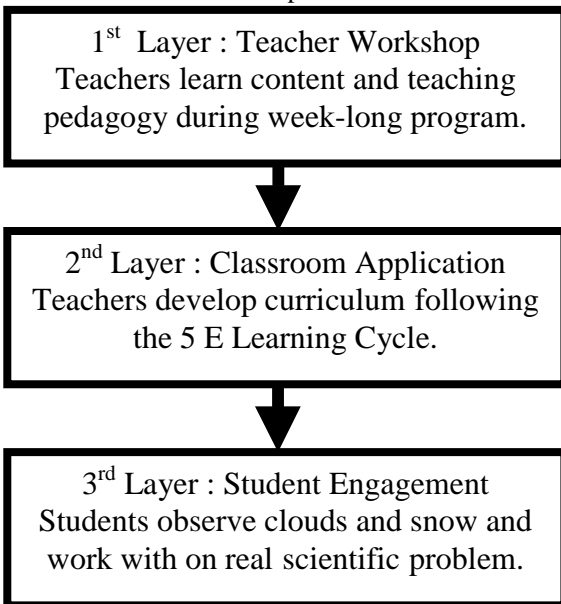 1st Layer : Teacher Workshop
Teachers learn content and teaching
pedagogy during week-long program.
2nd Layer : Classroom Application
Teachers develop curriculum following
the 5 E Learning Cycle.
3rd Layer : Student Engagement
Students observe clouds and snow and
work with on real scientific problem.